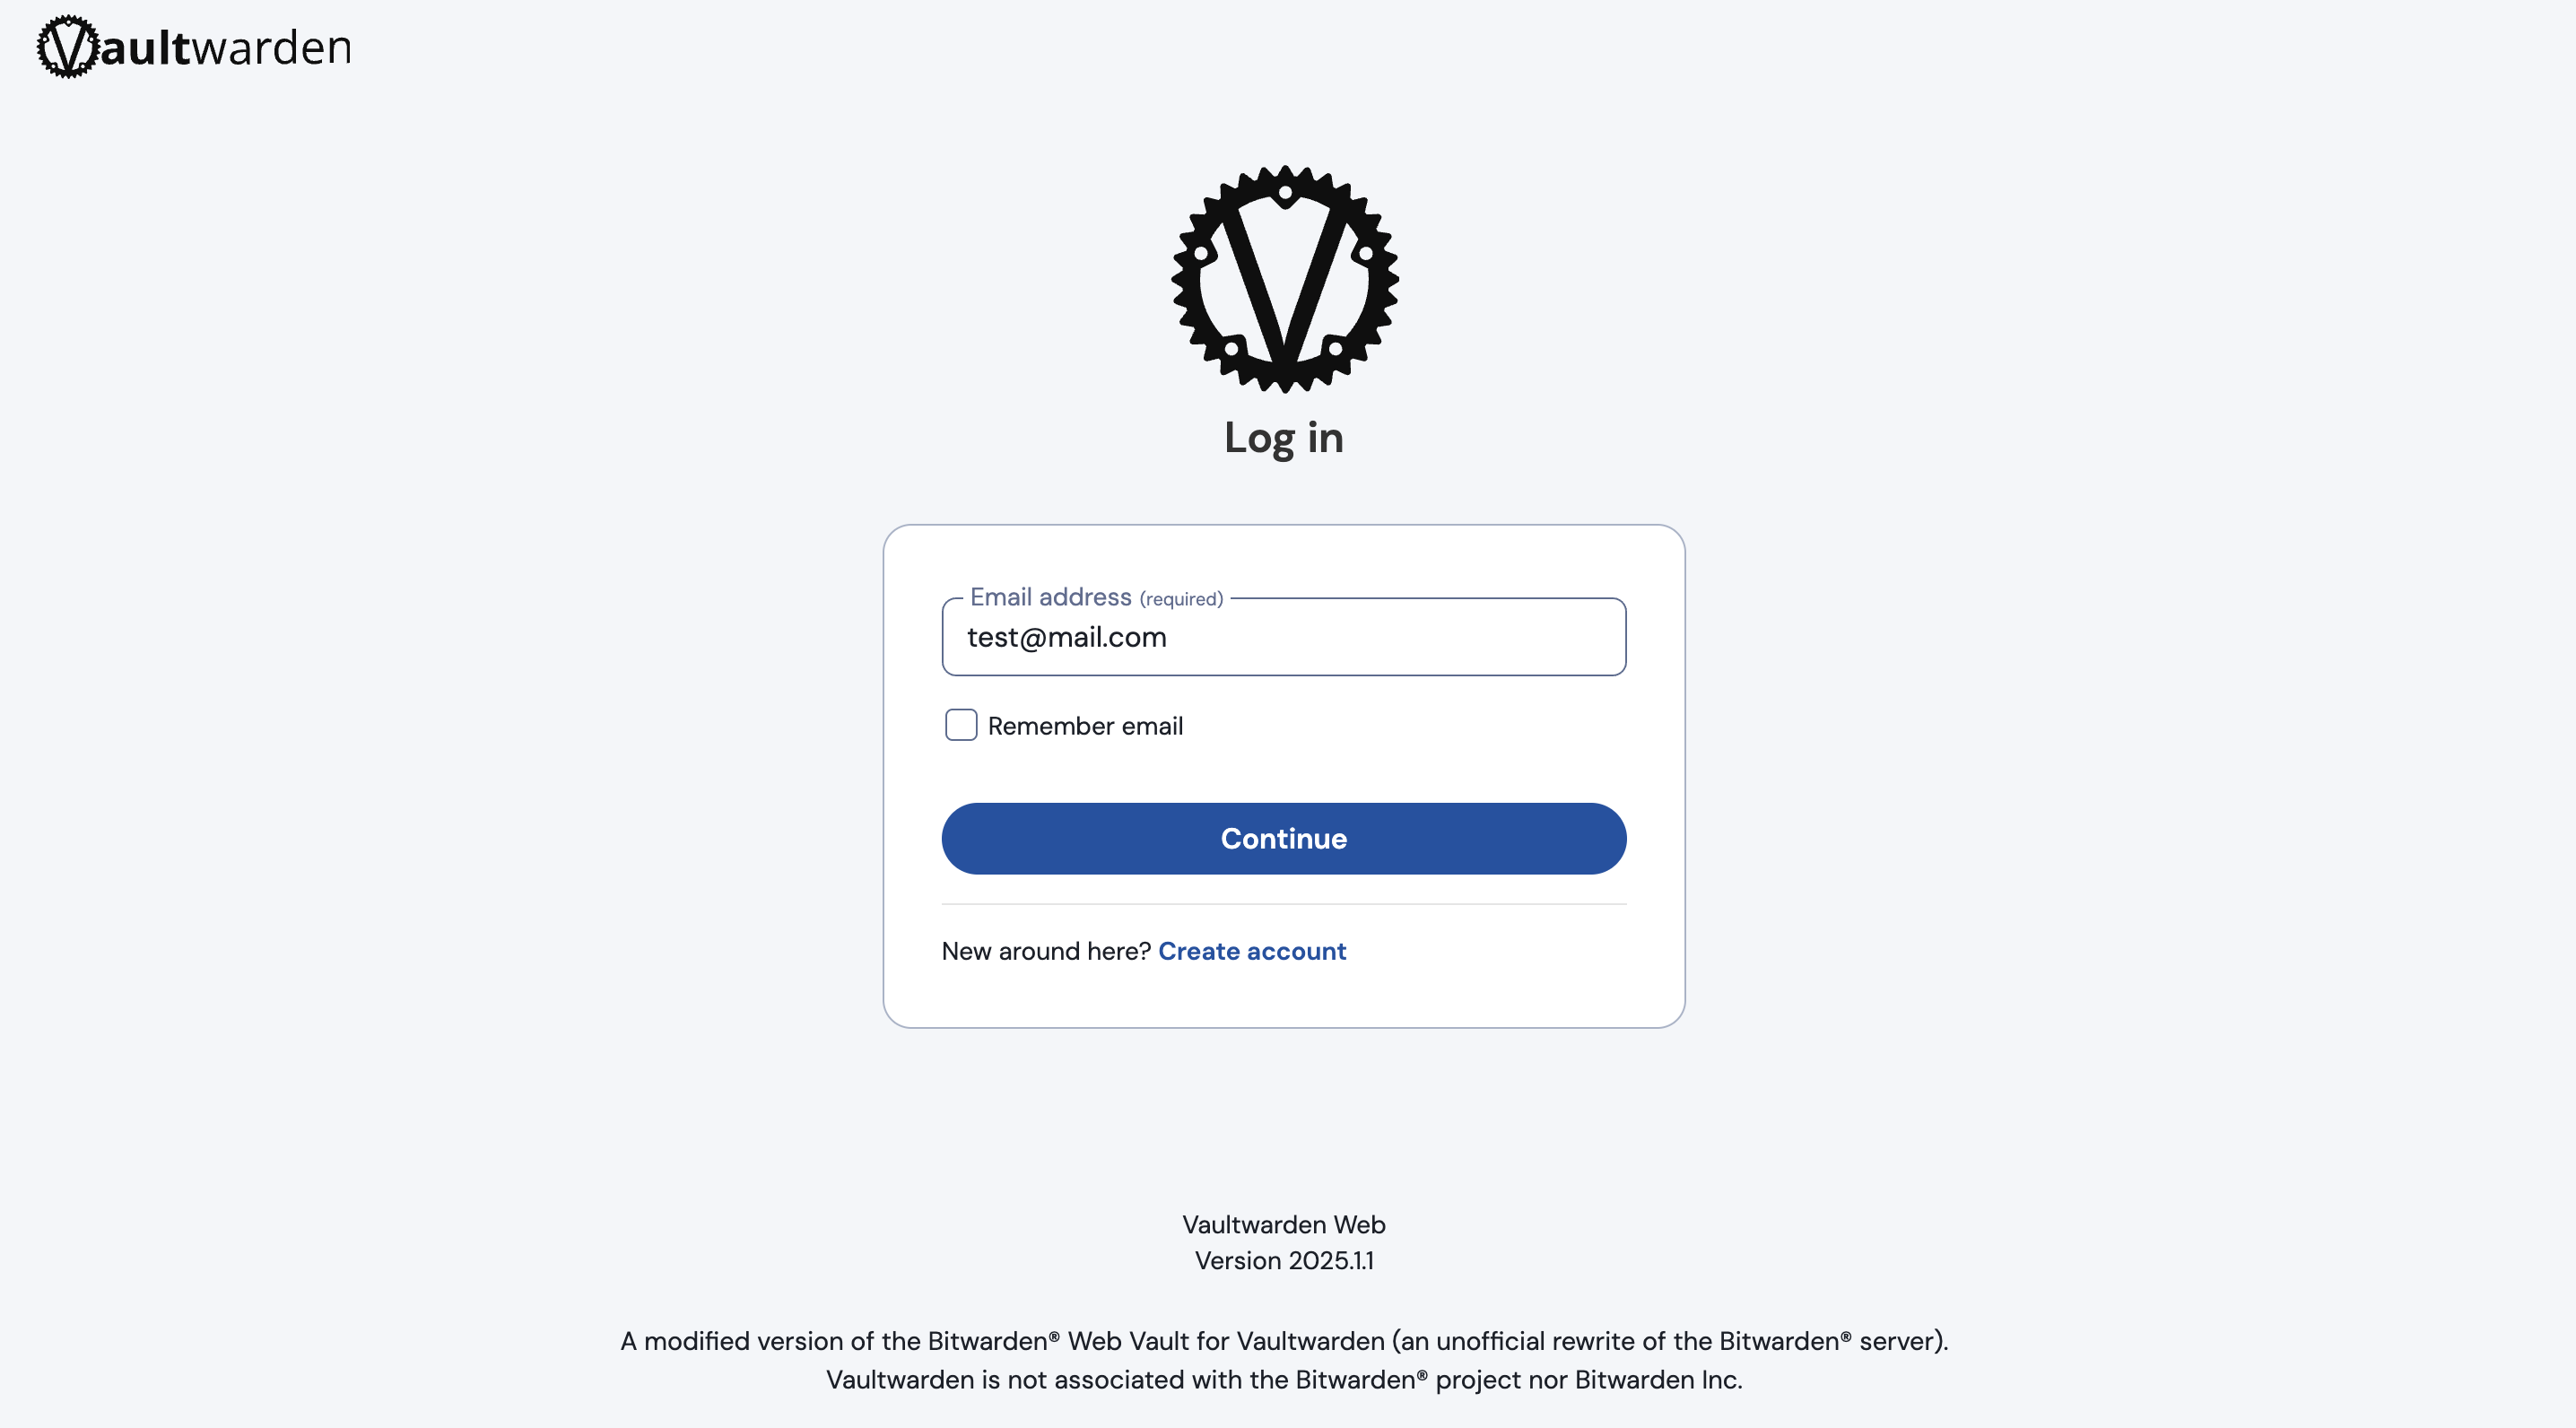 Vaultwarden
Log in
Email address (required)
test@mail.com
Remember email
Continue
New around here? Create account
Vaultwarden Web
Version 2025.1.1
A modified version of the Bitwarden® Web Vault for Vaultwarden (an unofficial rewrite of the Bitwarden® server).
Vaultwarden is not associated with the Bitwarden® project nor Bitwarden Inc.